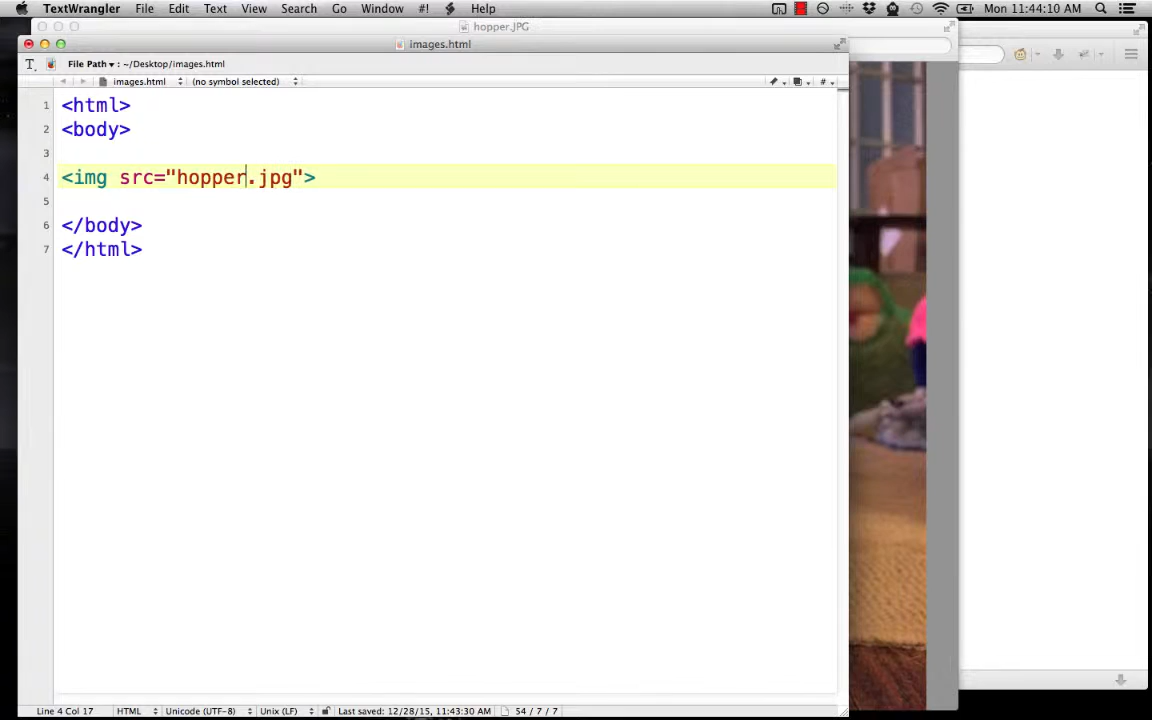 TextWrangler File Edit Text View Search Go Window #! Help Mon 11:44:10 AM
hopper.JPG
images.html
File Path ▾ : ~/Desktop/images.html
images.html (no symbol selected)
1 <html>
2 <body>
3
4 <img src="hopper.jpg">
5
6 </body>
7 </html>
Line 4 Col 17 HTML Unicode (UTF-8) Unix (LF) Last saved: 12/28/15, 11:43:30 AM 54 / 7 / 7